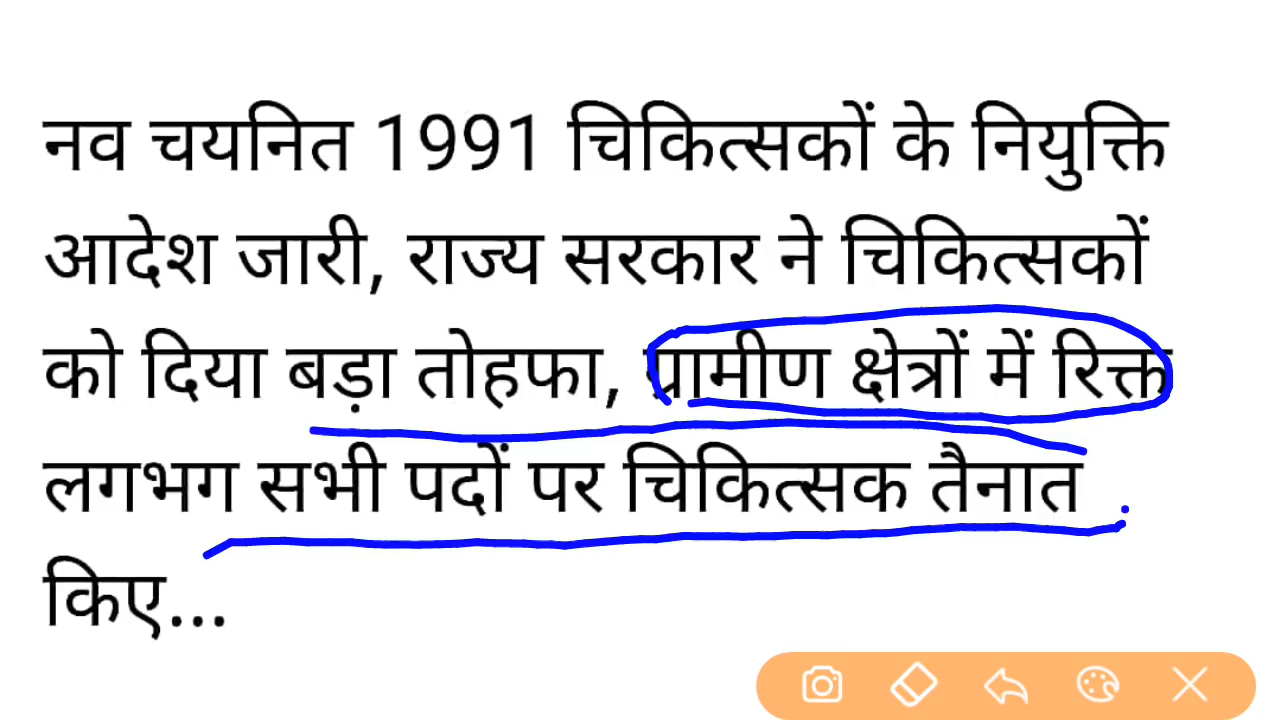 नव चयनित 1991 चिकित्सकों के नियुक्ति
आदेश जारी, राज्य सरकार ने चिकित्सकों
को दिया बड़ा तोहफा, ग्रामीण क्षेत्रों में रिक्त
लगभग सभी पदों पर चिकित्सक तैनात
किए...